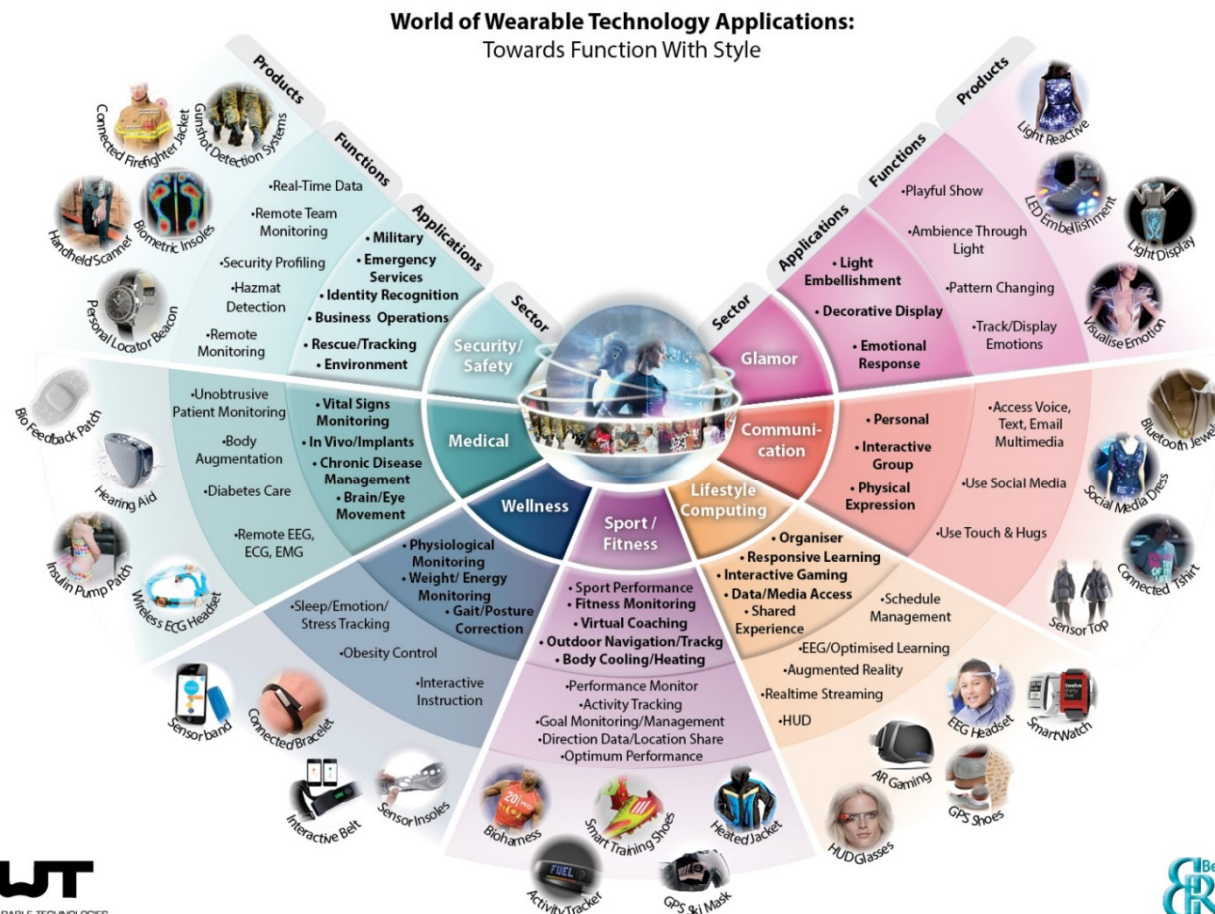 World of Wearable Technology Applications:
Towards Function With Style
Products
Functions
Applications
Sector
Security/
Safety
• Military
• Emergency
Services
• Identity Recognition
• Business Operations
• Rescue/Tracking
• Environment
•Real-Time Data
•Remote Team
Monitoring
•Security Profiling
•Hazmat
Detection
•Remote
Monitoring
Connected Firefighter Jacket
Gunshot Detection Systems
Handheld Scanner
Biometric Insoles
Personal Locator Beacon
Medical
• Vital Signs
Monitoring
• In Vivo/Implants
• Chronic Disease
Management
• Brain/Eye
Movement
•Unobtrusive
Patient Monitoring
•Body
Augmentation
•Diabetes Care
•Remote EEG,
ECG, EMG
Bio Feedback Patch
Hearing Aid
Insulin Pump Patch
Wireless ECG Headset
Wellness
• Physiological
Monitoring
• Weight/ Energy
Monitoring
• Gait/Posture
Correction
•Sleep/Emotion/
Stress Tracking
•Obesity Control
•Interactive
Instruction
Sensor band
Connected Bracelet
Interactive Belt
Sensor Insoles
Sport /
Fitness
• Sport Performance
• Fitness Monitoring
• Virtual Coaching
• Outdoor Navigation/Trackg
• Body Cooling/Heating
•Performance Monitor
•Activity Tracking
•Goal Monitoring/Management
•Direction Data/Location Share
•Optimum Performance
Bioharness
Smart Training Shoes
Heated Jacket
FUEL
Activity Tracker
GPS Ski Mask
Lifestyle
Computing
• Organiser
• Responsive Learning
• Interactive Gaming
• Data/Media Access
• Shared
Experience
•Schedule
Management
•EEG/Optimised Learning
•Augmented Reality
•Realtime Streaming
•HUD
EEG Headset
SmartWatch
AR Gaming
GPS Shoes
HUD Glasses
Communi-
cation
• Personal
• Interactive
Group
• Physical
Expression
•Access Voice,
Text, Email
Multimedia
•Use Social Media
•Use Touch & Hugs
Social Media Dress
Connected Tshirt
Sensor Top
Sector
Applications
Functions
Products
Glamor
• Light
Embellishment
• Decorative Display
• Emotional
Response
•Playful Show
•Ambience Through
Light
•Pattern Changing
•Track/Display
Emotions
Light Reactive
LED Embellishment
Light Display
Visualise Emotion